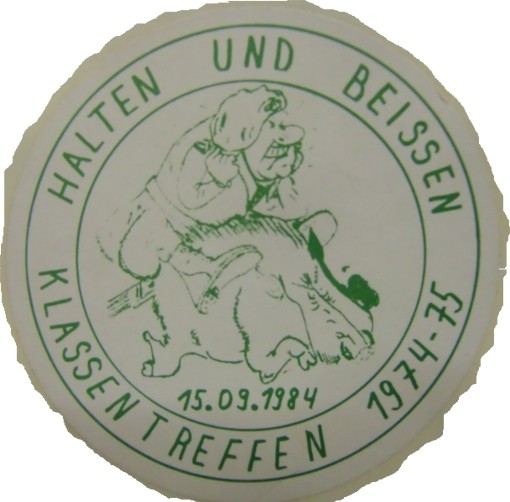 HALTEN UND BEISSEN
15.09.1984
KLASSENTREFFEN 1974-75